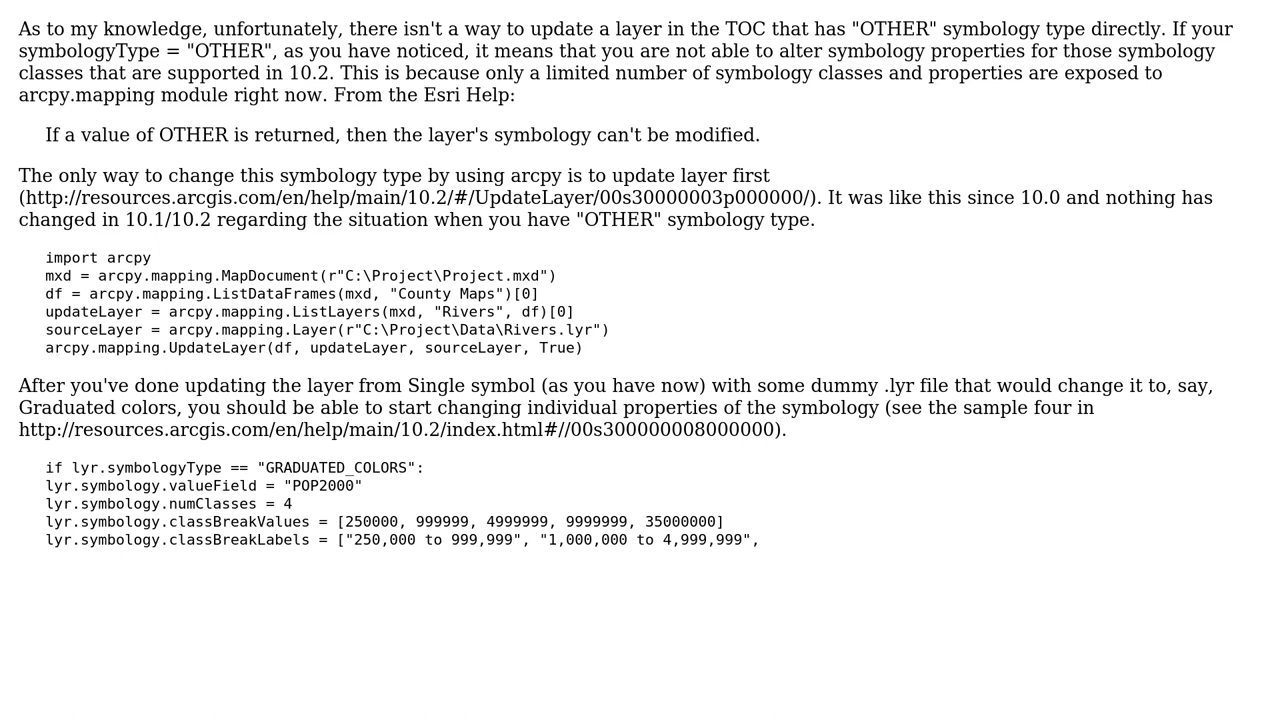 As to my knowledge, unfortunately, there isn't a way to update a layer in the TOC that has "OTHER" symbology type directly. If your
symbologyType = "OTHER", as you have noticed, it means that you are not able to alter symbology properties for those symbology
classes that are supported in 10.2. This is because only a limited number of symbology classes and properties are exposed to
arcpy.mapping module right now. From the Esri Help:
If a value of OTHER is returned, then the layer's symbology can't be modified.
The only way to change this symbology type by using arcpy is to update layer first
(http://resources.arcgis.com/en/help/main/10.2/#/UpdateLayer/00s30000003p000000/). It was like this since 10.0 and nothing has
changed in 10.1/10.2 regarding the situation when you have "OTHER" symbology type.
import arcpy
mxd = arcpy.mapping.MapDocument(r"C:\Project\Project.mxd")
df = arcpy.mapping.ListDataFrames(mxd, "County Maps")[0]
updateLayer = arcpy.mapping.ListLayers(mxd, "Rivers", df)[0]
sourceLayer = arcpy.mapping.Layer(r"C:\Project\Data\Rivers.lyr")
arcpy.mapping.UpdateLayer(df, updateLayer, sourceLayer, True)
After you've done updating the layer from Single symbol (as you have now) with some dummy .lyr file that would change it to, say,
Graduated colors, you should be able to start changing individual properties of the symbology (see the sample four in
http://resources.arcgis.com/en/help/main/10.2/index.html#//00s300000008000000).
if lyr.symbologyType == "GRADUATED_COLORS":
lyr.symbology.valueField = "POP2000"
lyr.symbology.numClasses = 4
lyr.symbology.classBreakValues = [250000, 999999, 4999999, 9999999, 35000000]
lyr.symbology.classBreakLabels = ["250,000 to 999,999", "1,000,000 to 4,999,999",